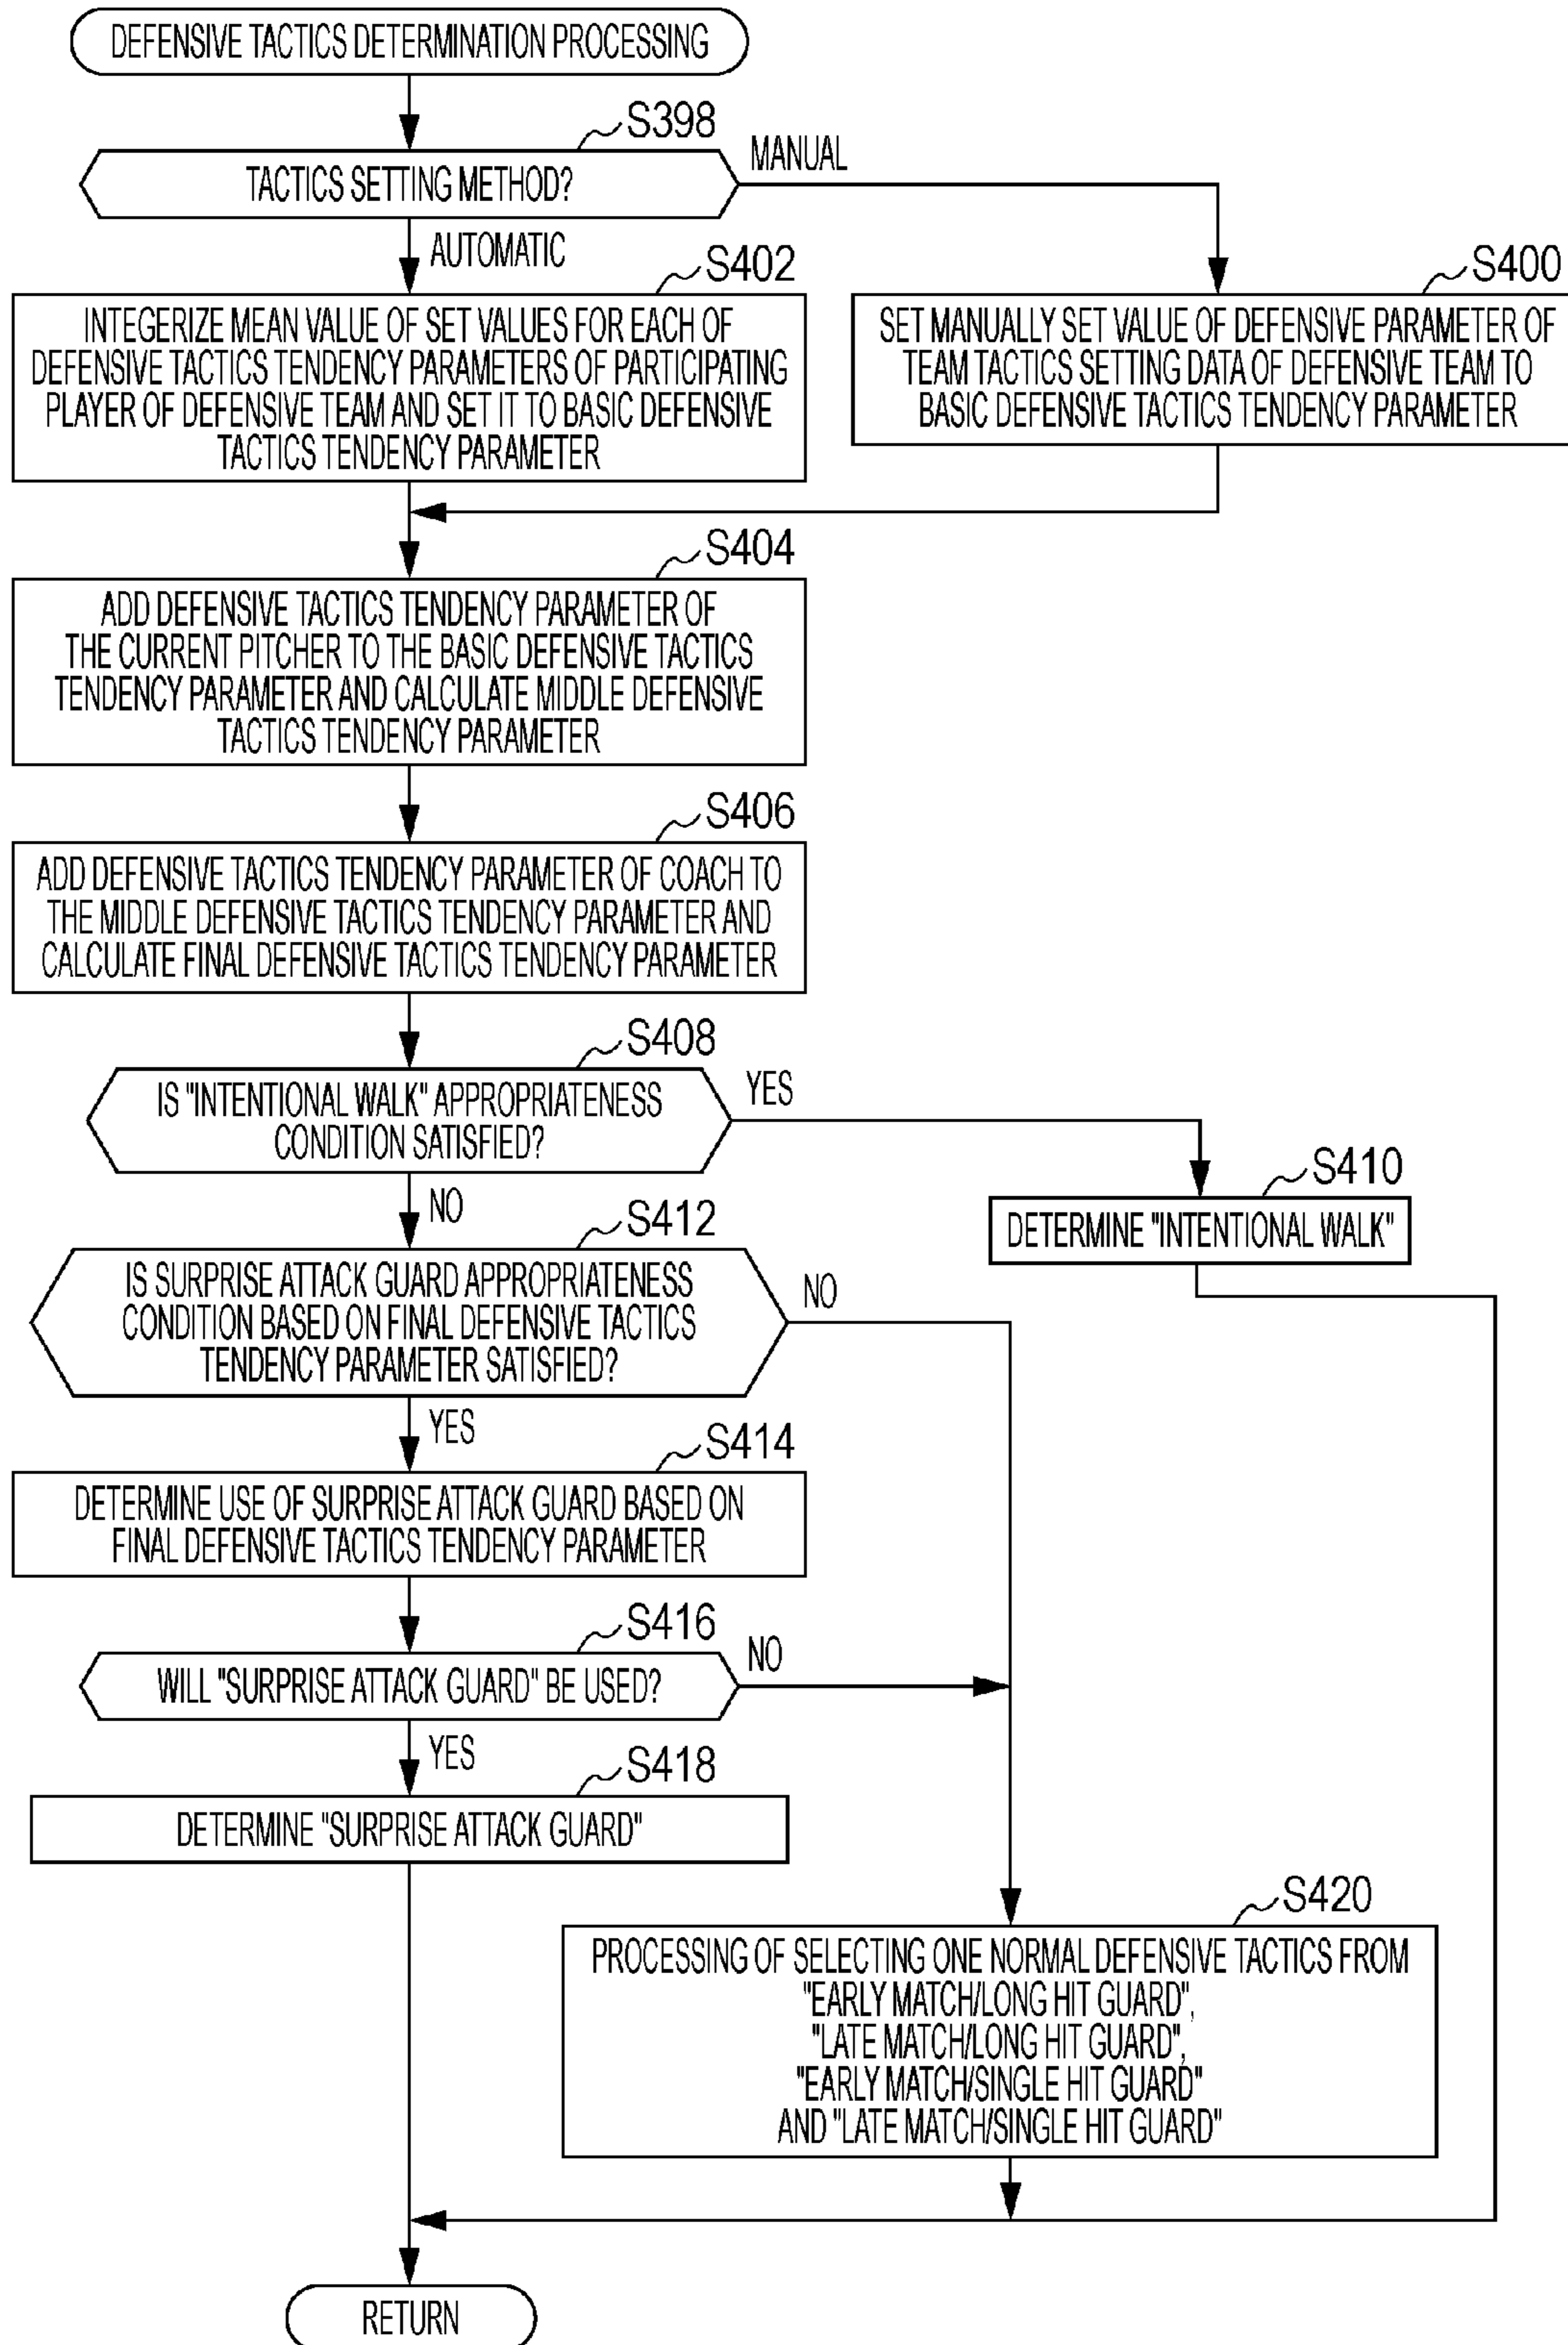 DEFENSIVE TACTICS DETERMINATION PROCESSING
S398
TACTICS SETTING METHOD?
MANUAL
AUTOMATIC
S402
INTEGERIZE MEAN VALUE OF SET VALUES FOR EACH OF
DEFENSIVE TACTICS TENDENCY PARAMETERS OF PARTICIPATING
PLAYER OF DEFENSIVE TEAM AND SET IT TO BASIC DEFENSIVE
TACTICS TENDENCY PARAMETER
S400
SET MANUALLY SET VALUE OF DEFENSIVE PARAMETER OF
TEAM TACTICS SETTING DATA OF DEFENSIVE TEAM TO
BASIC DEFENSIVE TACTICS TENDENCY PARAMETER
S404
ADD DEFENSIVE TACTICS TENDENCY PARAMETER OF
THE CURRENT PITCHER TO THE BASIC DEFENSIVE TACTICS
TENDENCY PARAMETER AND CALCULATE MIDDLE DEFENSIVE
TACTICS TENDENCY PARAMETER
S406
ADD DEFENSIVE TACTICS TENDENCY PARAMETER OF COACH TO
THE MIDDLE DEFENSIVE TACTICS TENDENCY PARAMETER AND
CALCULATE FINAL DEFENSIVE TACTICS TENDENCY PARAMETER
S408
IS "INTENTIONAL WALK" APPROPRIATENESS
CONDITION SATISFIED?
YES
NO
S410
DETERMINE "INTENTIONAL WALK"
S412
IS SURPRISE ATTACK GUARD APPROPRIATENESS
CONDITION BASED ON FINAL DEFENSIVE TACTICS
TENDENCY PARAMETER SATISFIED?
NO
YES
S414
DETERMINE USE OF SURPRISE ATTACK GUARD BASED ON
FINAL DEFENSIVE TACTICS TENDENCY PARAMETER
S416
WILL "SURPRISE ATTACK GUARD" BE USED?
NO
YES
S418
DETERMINE "SURPRISE ATTACK GUARD"
S420
PROCESSING OF SELECTING ONE NORMAL DEFENSIVE TACTICS FROM
"EARLY MATCH/LONG HIT GUARD",
"LATE MATCH/LONG HIT GUARD",
"EARLY MATCH/SINGLE HIT GUARD"
AND "LATE MATCH/SINGLE HIT GUARD"
RETURN